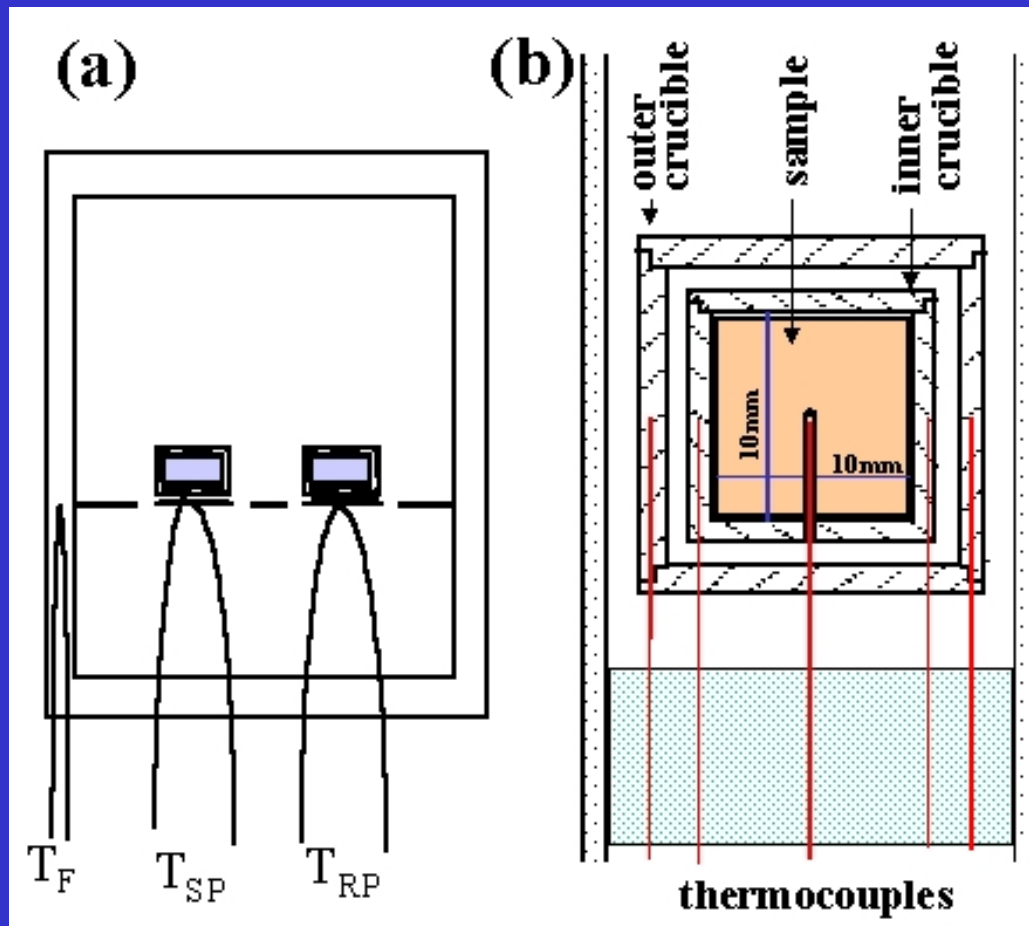 (a)
T_F
T_SP
T_RP
(b)
outer
crucible
sample
inner
crucible
10mm
10mm
thermocouples